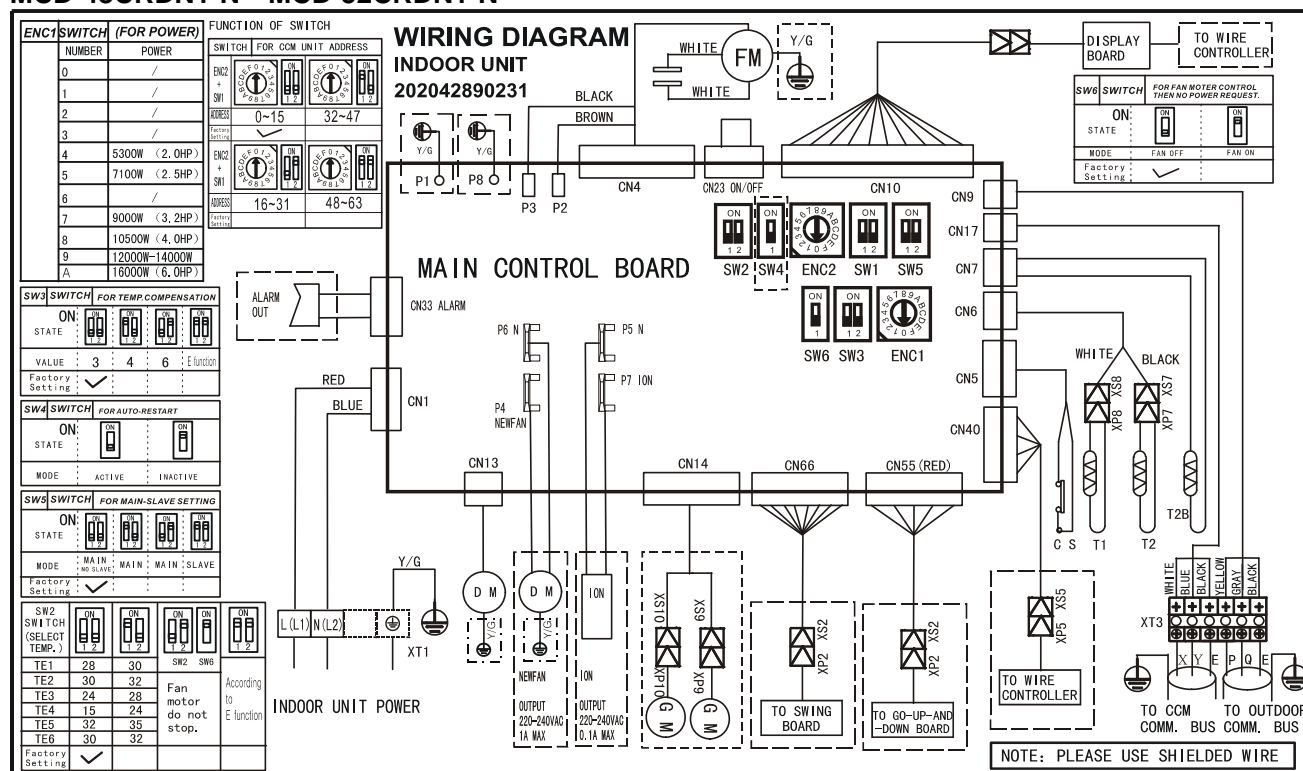 ENC1 SWITCH (FOR POWER)
NUMBER POWER
0 /
1 /
2 /
3 /
4 5300W (2.0HP)
5 7100W (2.5HP)
6 /
7 9000W (3.2HP)
8 10500W (4.0HP)
9 12000W-14000W
A 16000W (6.0HP)
FUNCTION OF SWITCH
SWITCH FOR CCM UNIT ADDRESS
ENC2 + SW1
ADDRESS 0~15 32~47
Factory Setting
ENC2 + SW1
ADDRESS 16~31 48~63
Factory Setting
WIRING DIAGRAM
INDOOR UNIT
202042890231
WHITE
FM
WHITE
Y/G
BLACK
BROWN
Y/G
P1
Y/G
P8
P3
P2
CN4
CN23 ON/OFF
CN10
DISPLAY BOARD
TO WIRE CONTROLLER
SW6 SWITCH FOR FAN MOTER CONTROL THEN NO POWER REQUEST.
ON
STATE
MODE FAN OFF FAN ON
Factory Setting
CN9
CN17
CN7
CN6
CN5
CN40
SW2 SW4 ENC2 SW1 SW5
SW6 SW3 ENC1
MAIN CONTROL BOARD
ALARM OUT
CN33 ALARM
RED
BLUE
CN1
P6 N
P4 NEWFAN
P5 N
P7 ION
SW3 SWITCH FOR TEMP.COMPENSATION
ON
STATE
VALUE 3 4 6 E function
Factory Setting
SW4 SWITCH FOR AUTO-RESTART
ON
STATE
MODE ACTIVE INACTIVE
SW5 SWITCH FOR MAIN-SLAVE SETTING
ON
STATE
MODE MAIN NO SLAVE MAIN MAIN SLAVE
Factory Setting
SW2 SWITCH (SELECT TEMP.)
SW2 SW6
TE1 28 30
TE2 30 32
TE3 24 28
TE4 15 24
TE5 32 35
TE6 30 32
Fan motor do not stop.
According to E function
Factory Setting
CN13
CN14
CN66
CN55(RED)
L(L1) N(L2)
XT1
Y/G
INDOOR UNIT POWER
D M
Y/G.
D M
Y/G.
NEWFAN
OUTPUT
220-240VAC
1A MAX
ION
ION
OUTPUT
220-240VAC
0.1A MAX
XS10
XP10
G M
XS9
XP9
G M
XS2
XP2
TO SWING BOARD
XS2
XP2
TO GO-UP-AND
-DOWN BOARD
XS5
XP5
TO WIRE CONTROLLER
WHITE BLACK
XS8
XP8
XS7
XP7
C S T1 T2 T2B
WHITE
BLUE
BLACK
YELLOW
GRAY
BLACK
XT3
X Y E P Q E
TO CCM COMM. BUS
TO OUTDOOR COMM. BUS
NOTE: PLEASE USE SHIELDED WIRE